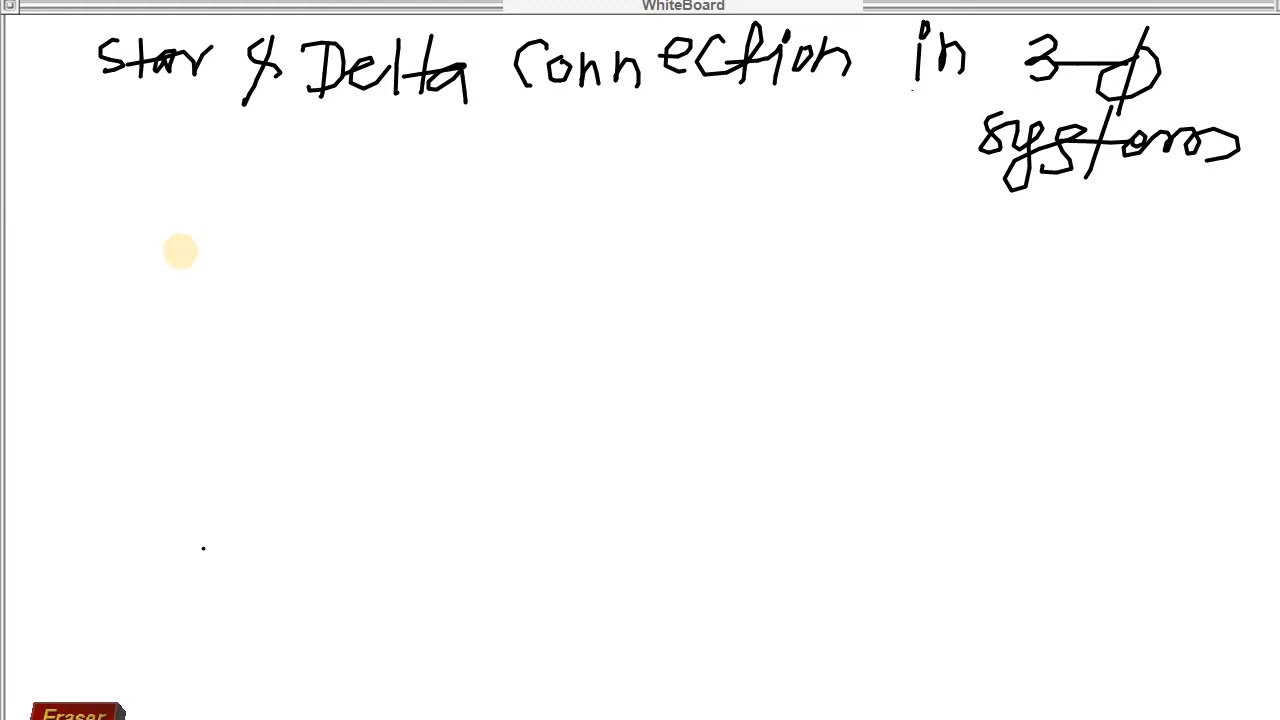 WhiteBoard
Star & Delta Connection in 3-ϕ
systems
Eraser